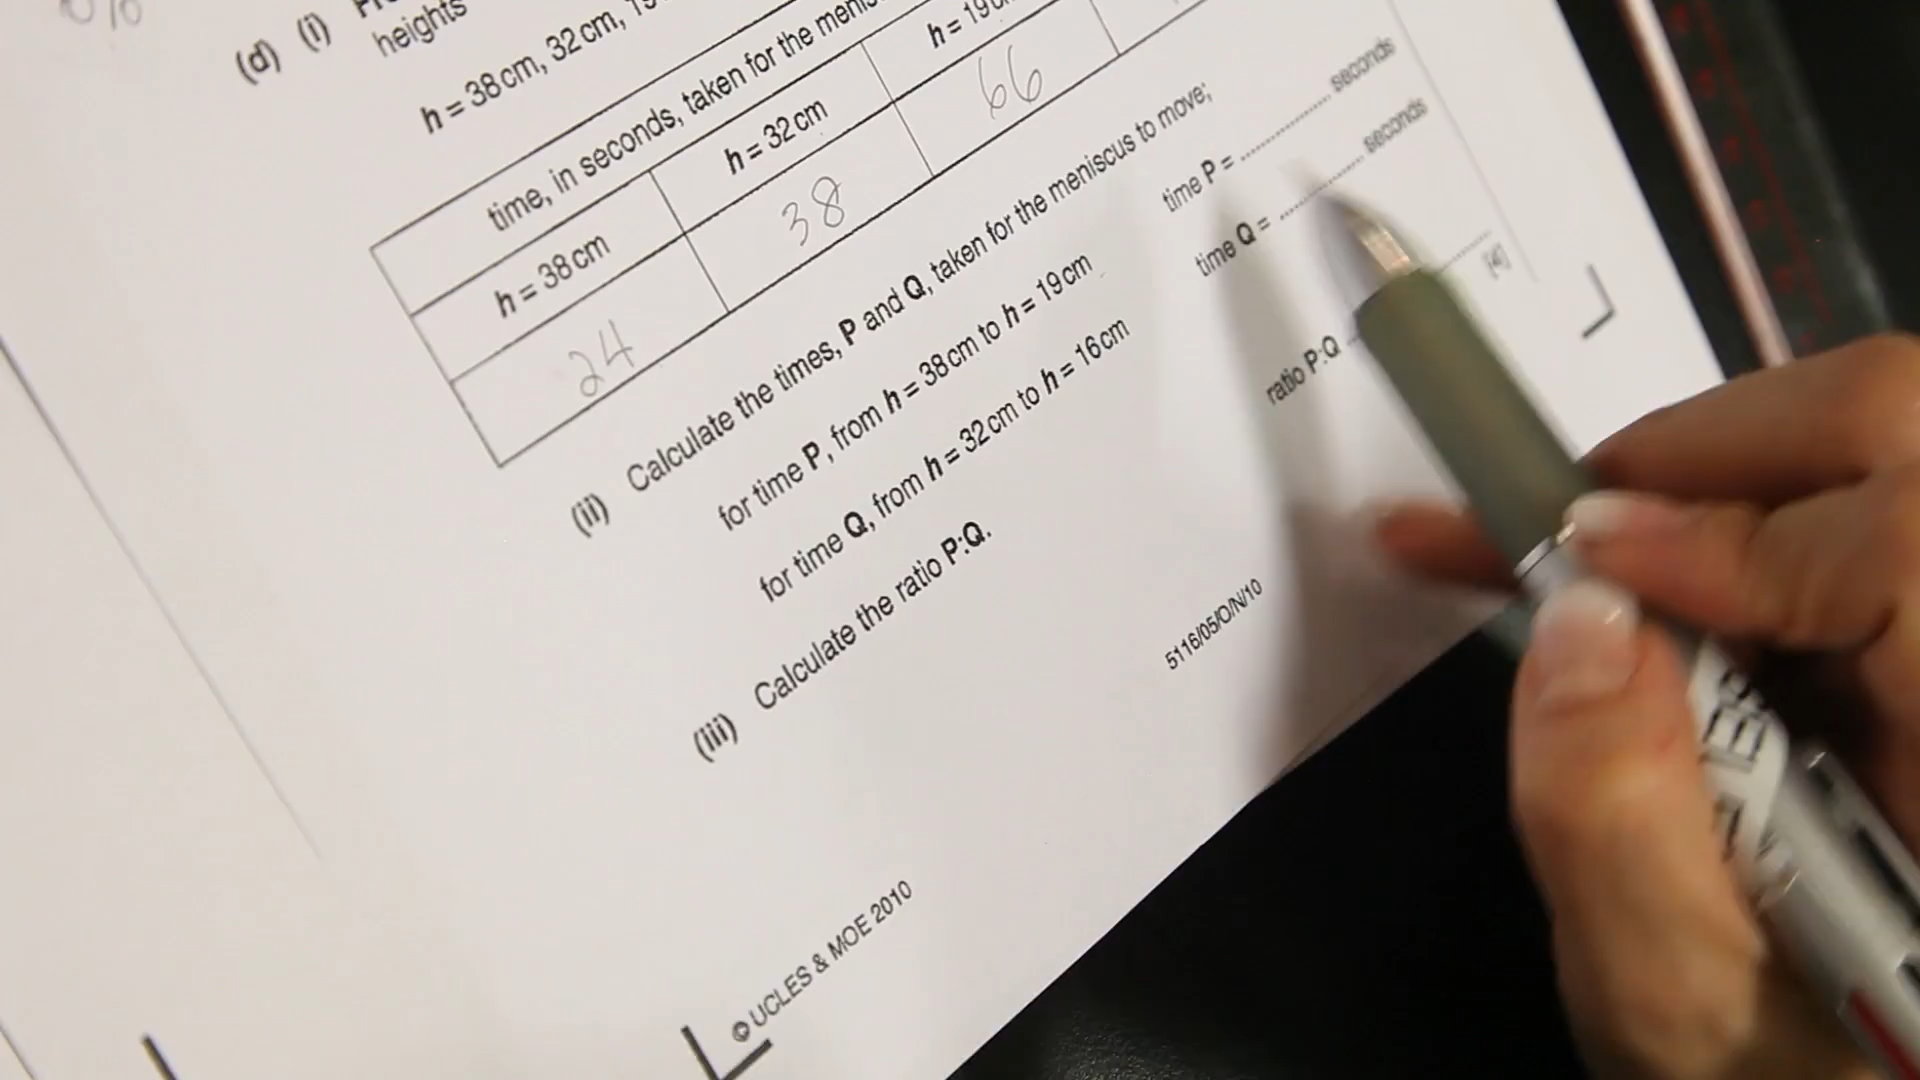 (d) (i)
heights
h = 38 cm, 32 cm, 19
time, in seconds, taken for the
h = 38 cm h = 32 cm h = 19
24 38 66
(ii) Calculate the times, P and Q, taken for the meniscus to move;
for time P, from h = 38 cm to h = 19 cm
time P = .......... seconds
for time Q, from h = 32 cm to h = 16 cm
time Q = .......... seconds
(iii) Calculate the ratio P:Q.
ratio P:Q
[4]
© UCLES & MOE 2010
5116/05/O/N/10